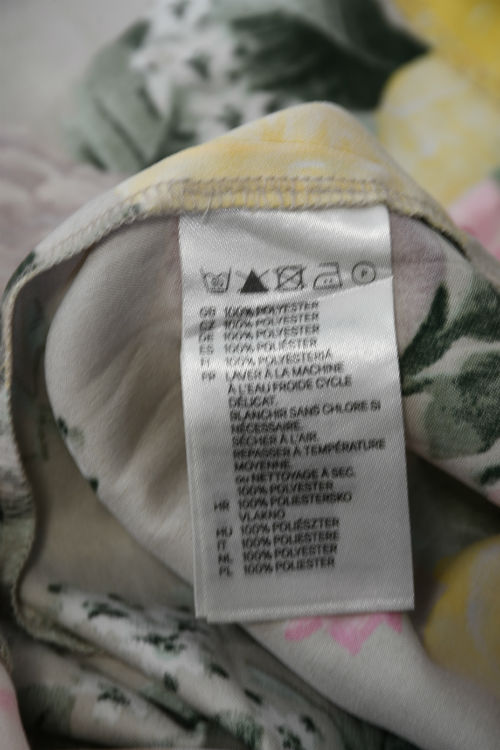 GB 100% POLYESTER
CZ 100% POLYESTER
DE 100% POLYESTER
ES 100% POLIÉSTER
FI 100% POLYESTERIÄ
FR LAVER À LA MACHINE
À L'EAU FROIDE CYCLE
DÉLICAT.
BLANCHIR SANS CHLORE SI
NÉCESSAIRE.
SÉCHER À L'AIR.
REPASSER À TEMPÉRATURE
MOYENNE.
ou NETTOYAGE À SEC.
100% POLYESTER
HR 100% POLIESTERSKO
VLAKNO
HU 100% POLIÉSZTER
IT 100% POLIESTERE
NL 100% POLYESTER
PL 100% POLIESTER